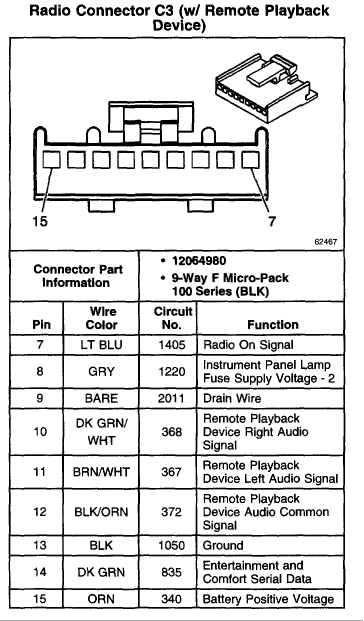 Radio Connector C3 (w/ Remote Playback
Device)
15
7
62467
Connector Part
Information
• 12064980
• 9-Way F Micro-Pack
100 Series (BLK)
Pin
Wire
Color
Circuit
No.
Function
7 LT BLU 1405 Radio On Signal
8 GRY 1220 Instrument Panel Lamp
Fuse Supply Voltage - 2
9 BARE 2011 Drain Wire
10 DK GRN/
WHT 368 Remote Playback
Device Right Audio
Signal
11 BRN/WHT 367 Remote Playback
Device Left Audio Signal
12 BLK/ORN 372 Remote Playback
Device Audio Common
Signal
13 BLK 1050 Ground
14 DK GRN 835 Entertainment and
Comfort Serial Data
15 ORN 340 Battery Positive Voltage